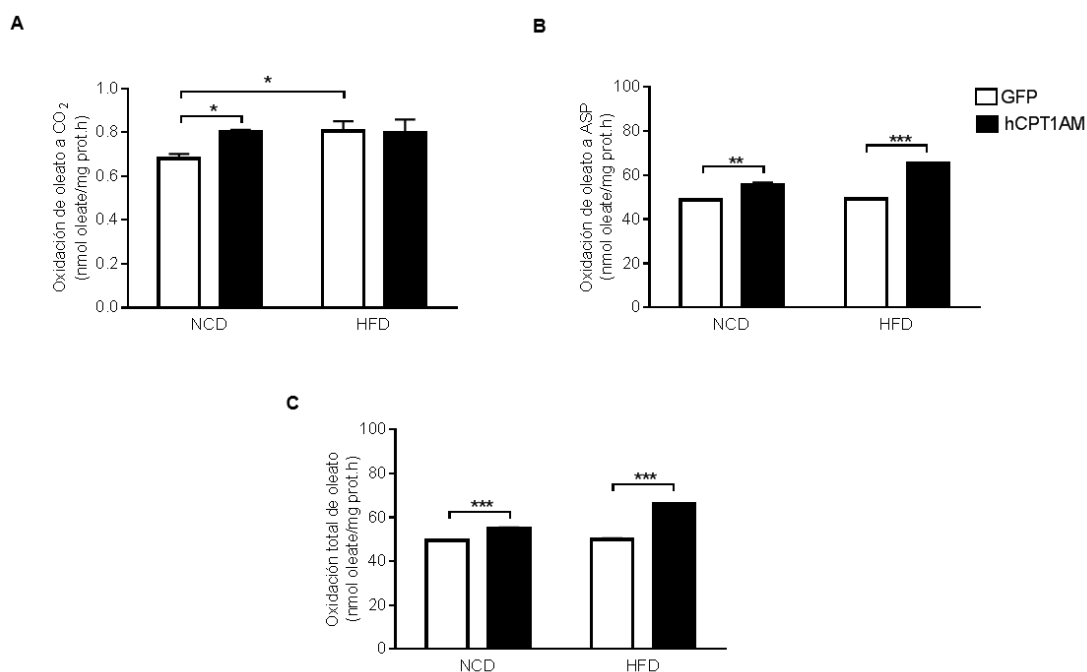 A
Oxidación de oleato a CO2
(nmol oleate/mg prot.h)
1.0
0.8
0.6
0.4
0.2
0.0
*
*
NCD
HFD
B
Oxidación de oleato a ASP
(nmol oleate/mg prot.h)
100
80
60
40
20
0
**
***
NCD
HFD
GFP
hCPT1AM
C
Oxidación total de oleato
(nmol oleate/mg prot.h)
100
80
60
40
20
0
***
***
NCD
HFD